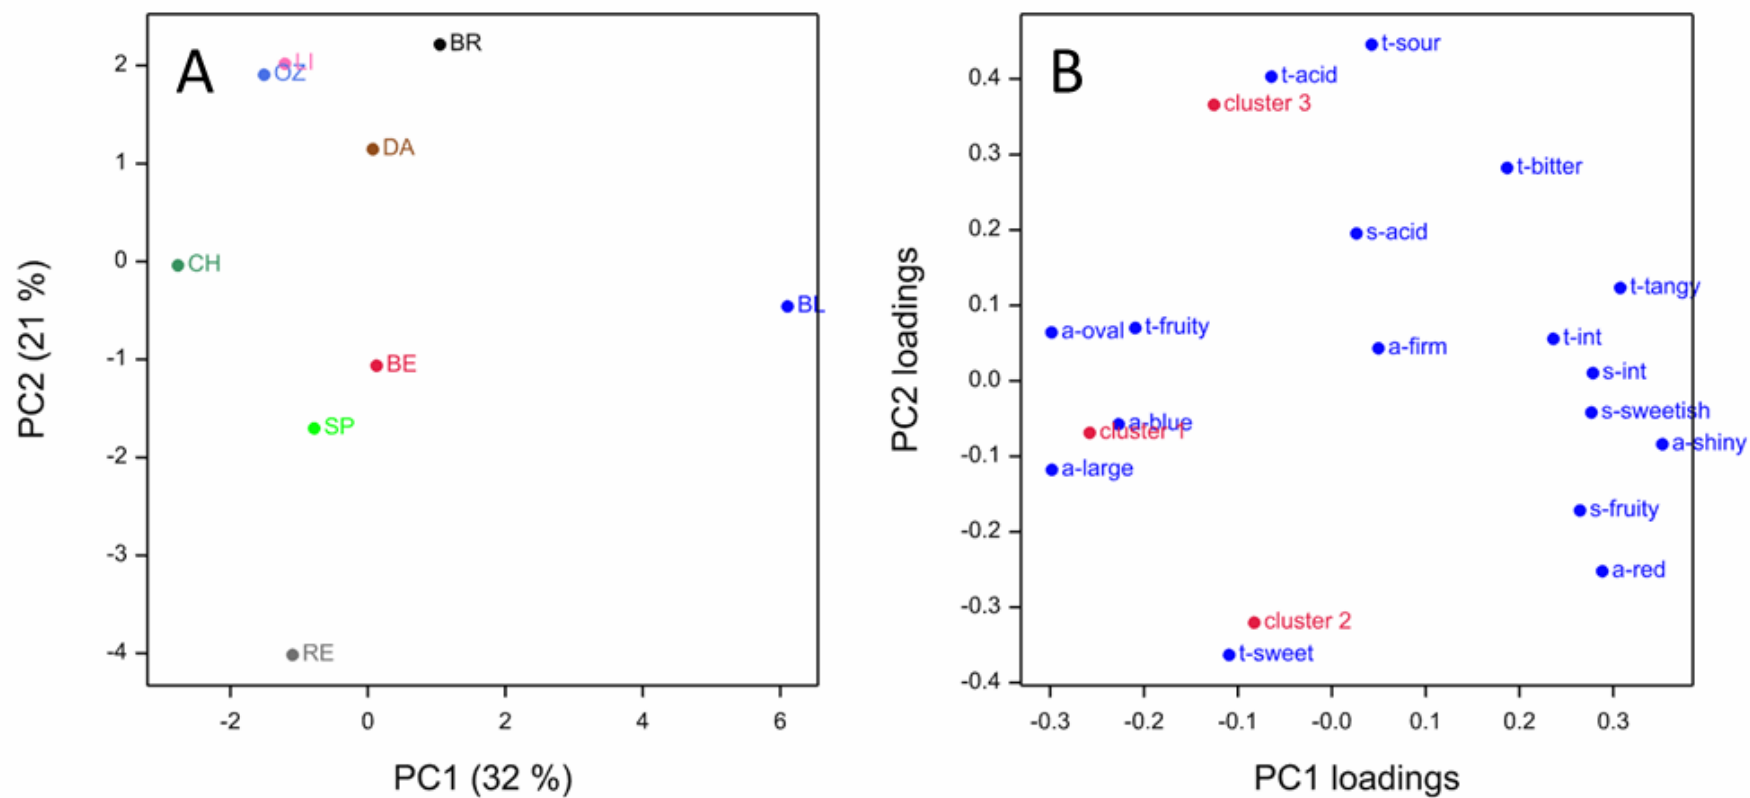 A
BR
LI
OZ
DA
CH
BL
BE
SP
RE
2
1
0
-1
-2
-3
-4
-2
0
2
4
6
PC2 (21 %)
PC1 (32 %)
B
t-sour
t-acid
cluster 3
t-bitter
s-acid
t-tangy
a-oval
t-fruity
t-int
a-firm
s-int
s-sweetish
a-blue
cluster 1
a-shiny
a-large
s-fruity
a-red
cluster 2
t-sweet
0.4
0.3
0.2
0.1
0.0
-0.1
-0.2
-0.3
-0.4
-0.3
-0.2
-0.1
-0.0
0.1
0.2
0.3
PC2 loadings
PC1 loadings